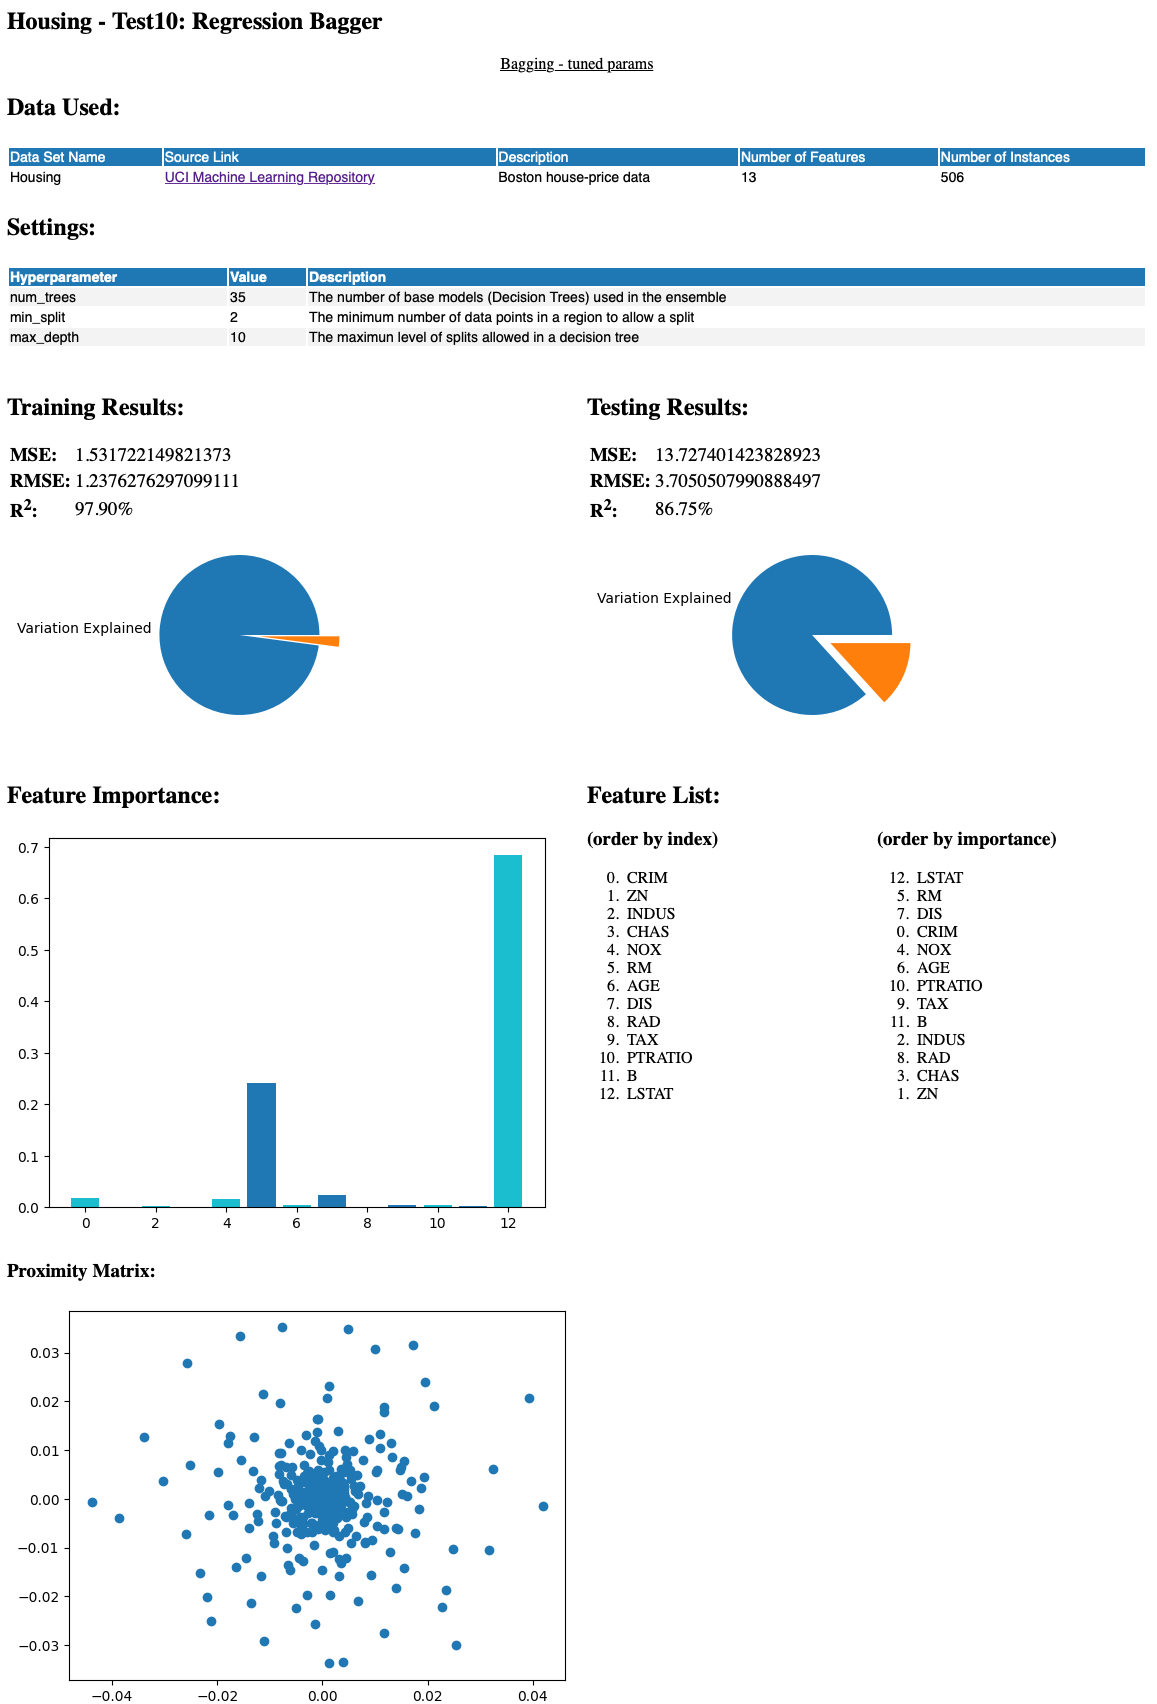 Housing - Test10: Regression Bagger
Bagging - tuned params
Data Used:
Data Set Name Source Link Description Number of Features Number of Instances
Housing UCI Machine Learning Repository Boston house-price data 13 506
Settings:
Hyperparameter Value Description
num_trees 35 The number of base models (Decision Trees) used in the ensemble
min_split 2 The minimum number of data points in a region to allow a split
max_depth 10 The maximun level of splits allowed in a decision tree
Training Results:
MSE: 1.531722149821373
RMSE: 1.2376276297099111
R²: 97.90%
Variation Explained
Testing Results:
MSE: 13.727401423828923
RMSE: 3.7050507990888497
R²: 86.75%
Variation Explained
Feature Importance:
0.7
0.6
0.5
0.4
0.3
0.2
0.1
0.0
0 2 4 6 8 10 12
Feature List:
(order by index)
0. CRIM
1. ZN
2. INDUS
3. CHAS
4. NOX
5. RM
6. AGE
7. DIS
8. RAD
9. TAX
10. PTRATIO
11. B
12. LSTAT
(order by importance)
12. LSTAT
5. RM
7. DIS
0. CRIM
4. NOX
6. AGE
10. PTRATIO
9. TAX
11. B
2. INDUS
8. RAD
3. CHAS
1. ZN
Proximity Matrix:
0.03
0.02
0.01
0.00
−0.01
−0.02
−0.03
−0.04 −0.02 0.00 0.02 0.04